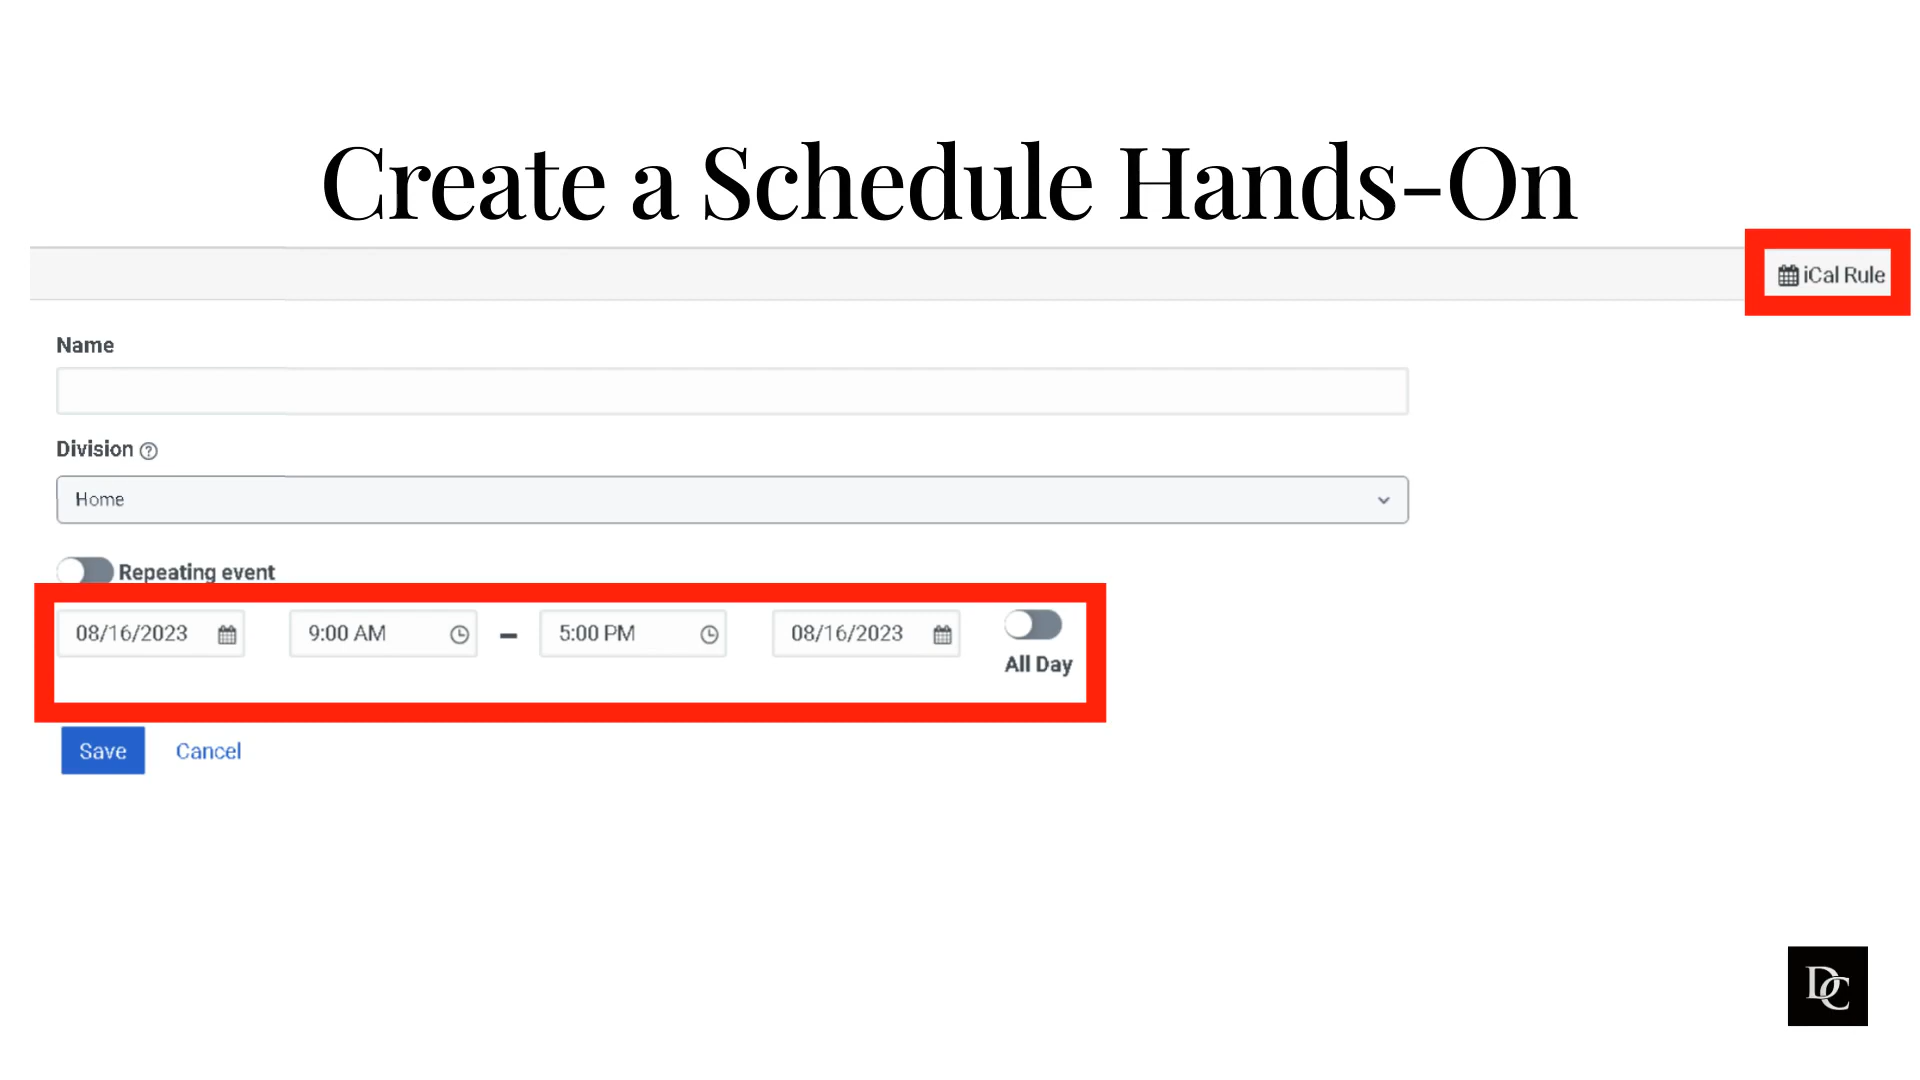 Create a Schedule Hands-On
iCal Rule
Name
Division ?
Home
Repeating event
08/16/2023 9:00 AM – 5:00 PM 08/16/2023
All Day
Save Cancel
DC